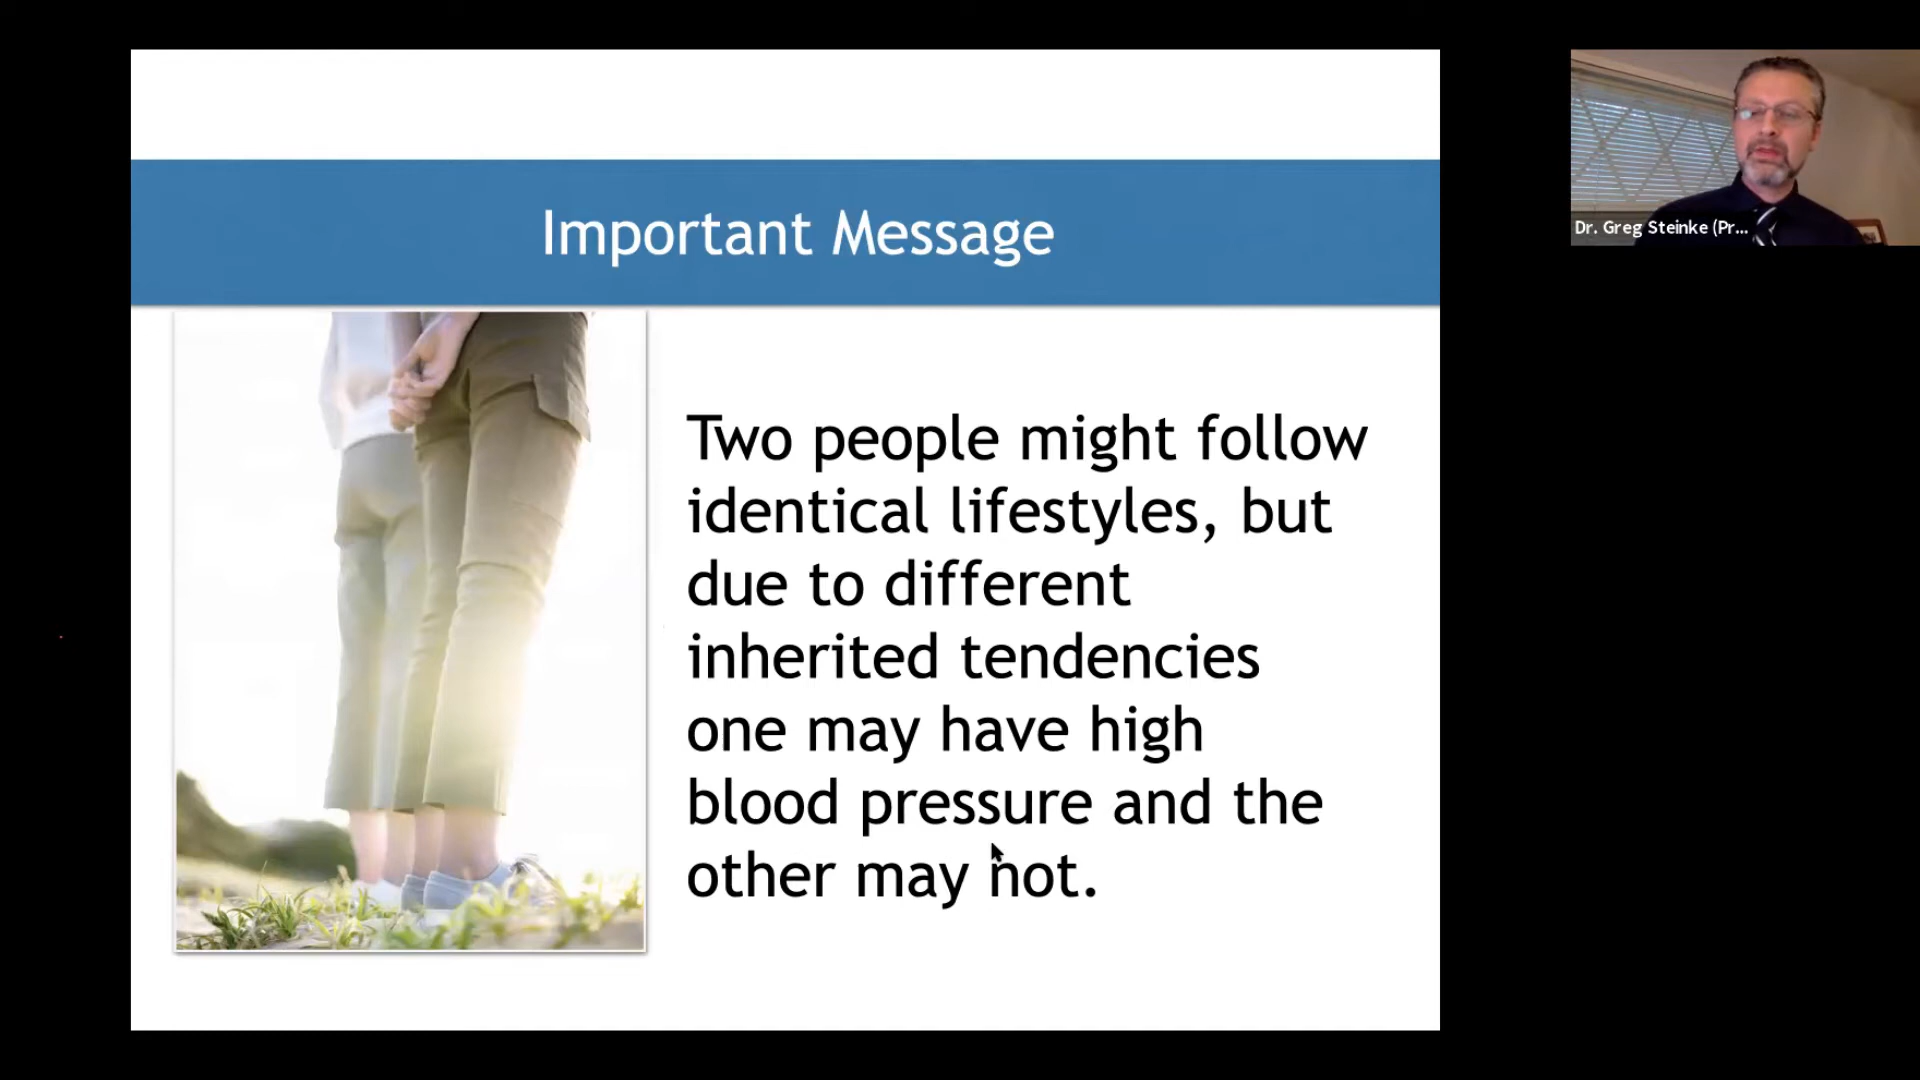 Important Message
Two people might follow
identical lifestyles, but
due to different
inherited tendencies
one may have high
blood pressure and the
other may not.
Dr. Greg Steinke (Pr...